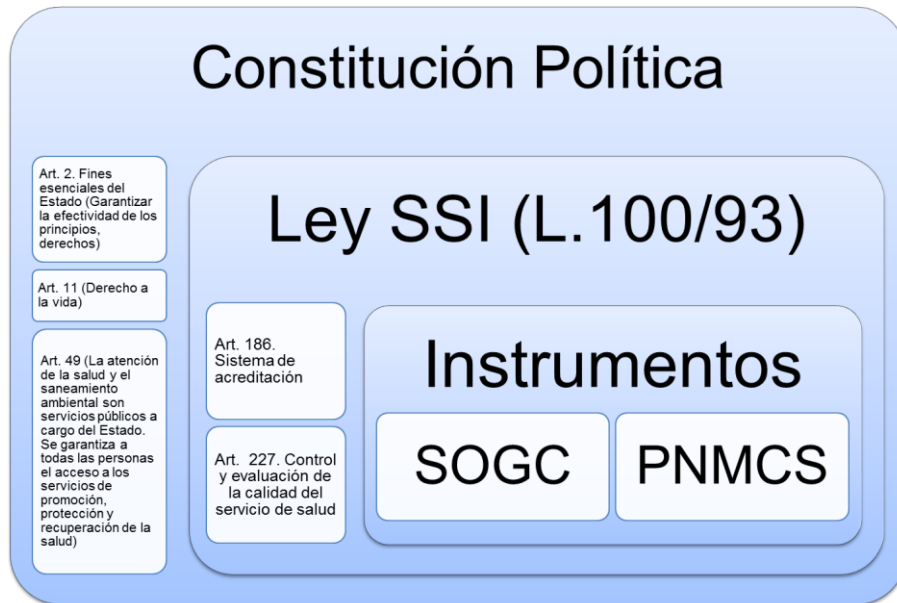 Constitución Política
Art. 2. Fines
esenciales del
Estado (Garantizar
la efectividad de los
principios,
derechos)
Art. 11 (Derecho a
la vida)
Art. 49 (La atención
de la salud y el
saneamiento
ambiental son
servicios públicos a
cargo del Estado.
Se garantiza a
todas las personas
el acceso a los
servicios de
promoción,
protección y
recuperación de la
salud)
Ley SSI (L.100/93)
Art. 186.
Sistema de
acreditación
Art. 227. Control
y evaluación de
la calidad del
servicio de salud
Instrumentos
SOGC
PNMCS